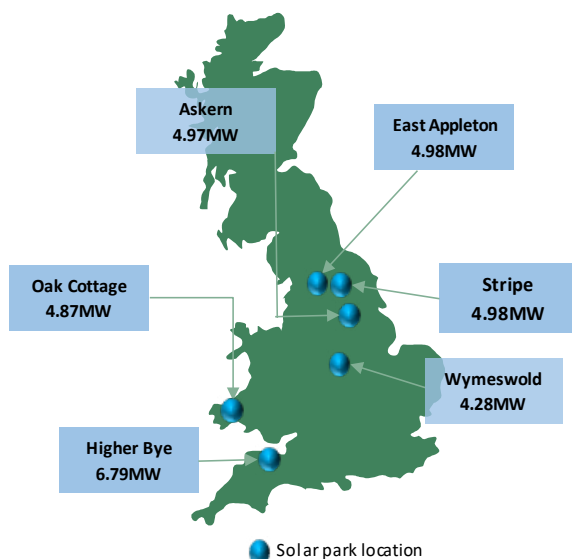 Askern
4.97MW
East Appleton
4.98MW
Oak Cottage
4.87MW
Stripe
4.98MW
Wymeswold
4.28MW
Higher Bye
6.79MW
Solar park location